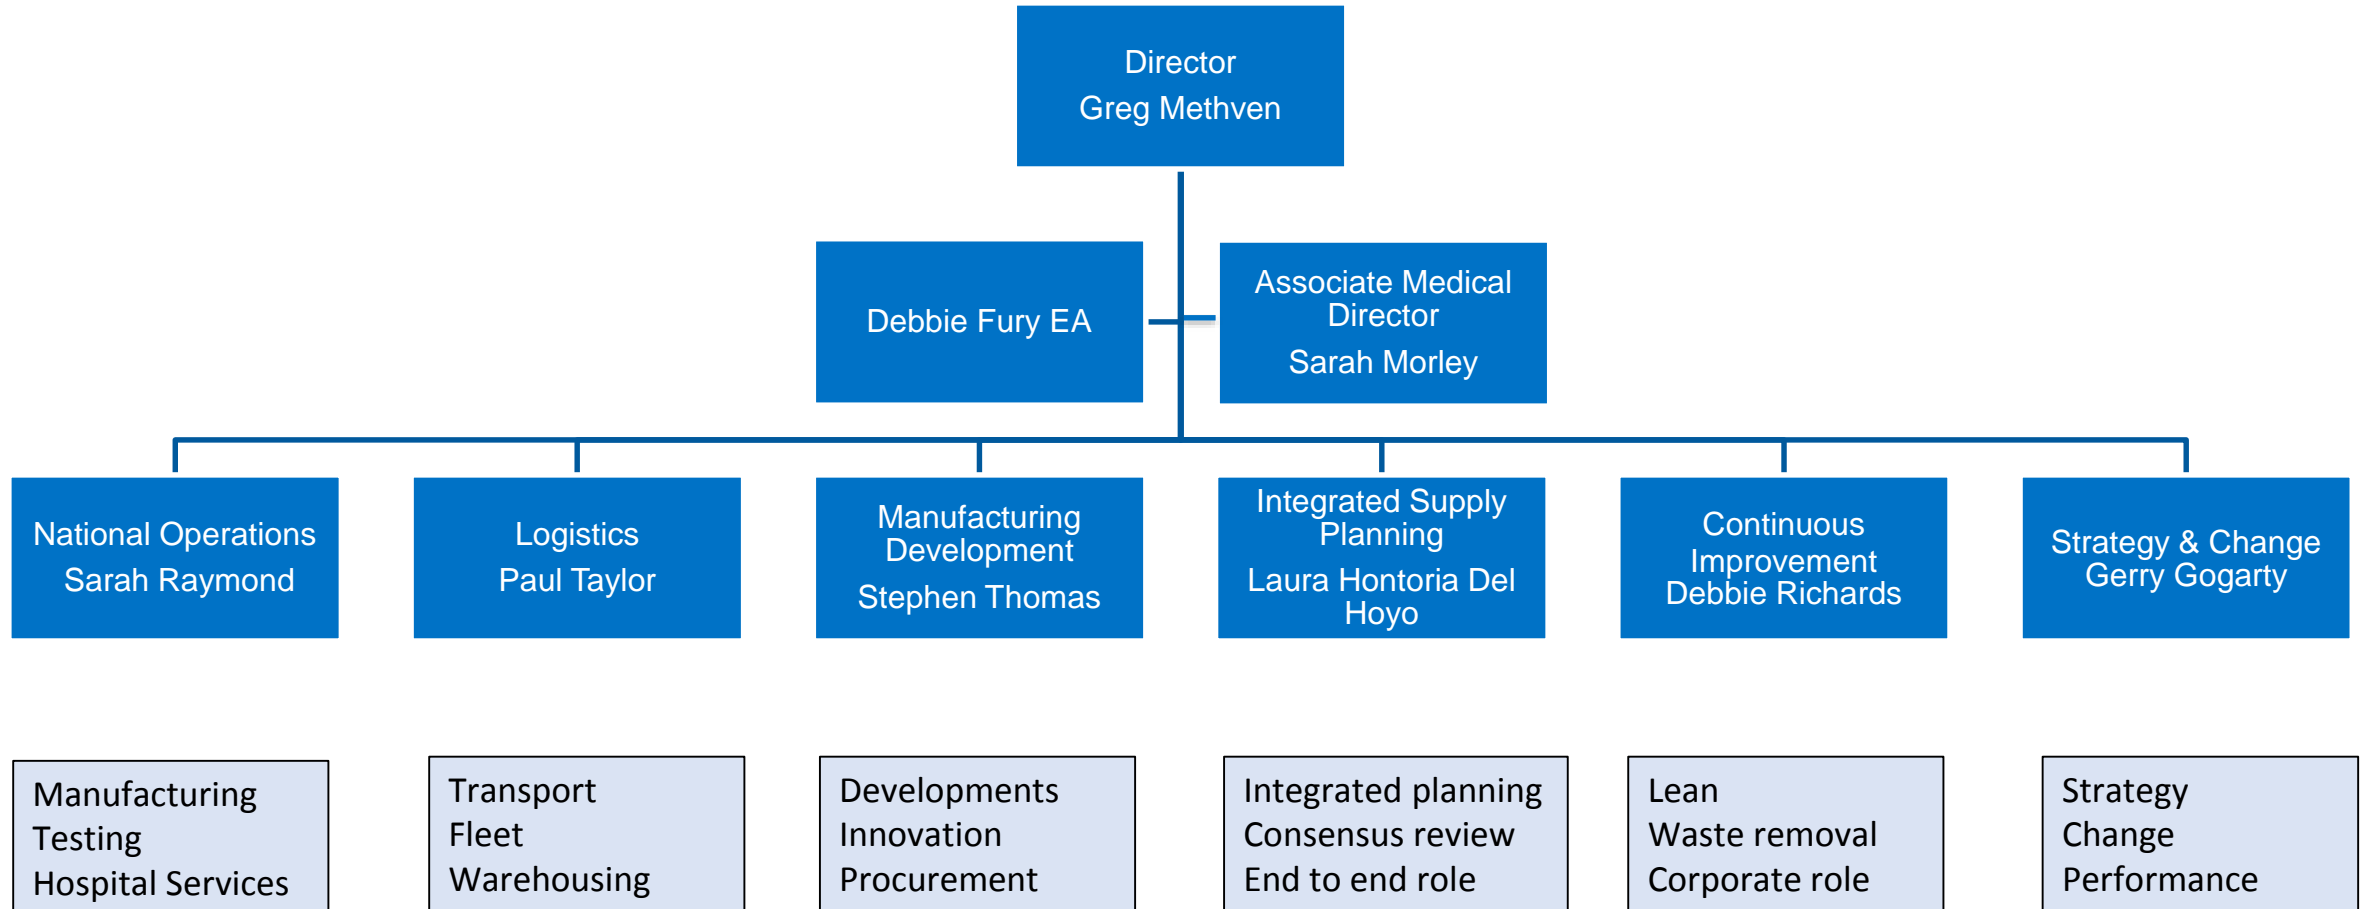 Director
Greg Methven
Debbie Fury EA
Associate Medical
Director
Sarah Morley
National Operations
Sarah Raymond
Logistics
Paul Taylor
Manufacturing
Development
Stephen Thomas
Integrated Supply
Planning
Laura Hontoria Del
Hoyo
Continuous
Improvement
Debbie Richards
Strategy & Change
Gerry Gogarty
Manufacturing
Testing
Hospital Services
Transport
Fleet
Warehousing
Developments
Innovation
Procurement
Integrated planning
Consensus review
End to end role
Lean
Waste removal
Corporate role
Strategy
Change
Performance